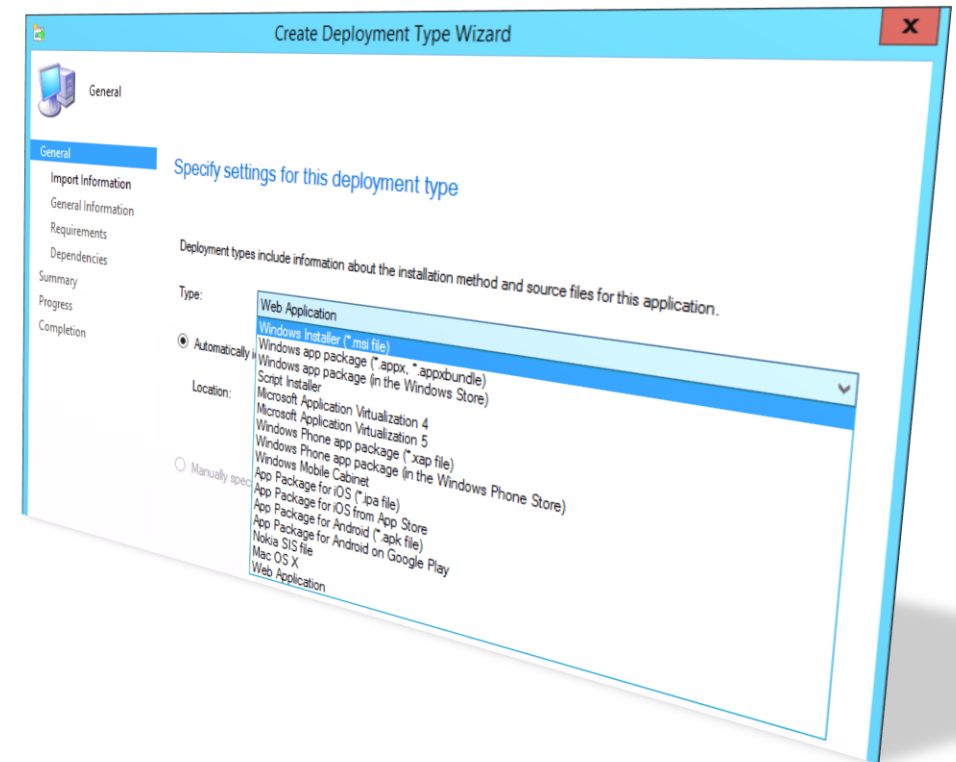 Create Deployment Type Wizard
x
General
General
Import Information
General Information
Requirements
Dependencies
Summary
Progress
Completion
Specify settings for this deployment type
Deployment types include information about the installation method and source files for this application.
Type:
Web Application
Windows Installer (*.msi file)
Windows app package (*.appx, *.appxbundle)
Windows app package (in the Windows Store)
Script Installer
Microsoft Application Virtualization 4
Microsoft Application Virtualization 5
Windows Phone app package (*.xap file)
Windows Phone app package (in the Windows Phone Store)
Windows Mobile Cabinet
App Package for iOS (*.ipa file)
App Package for iOS from App Store
App Package for Android (*.apk file)
App Package for Android on Google Play
Nokia SIS file
Mac OS X
Web Application
Automatically i
Location:
Manually spec